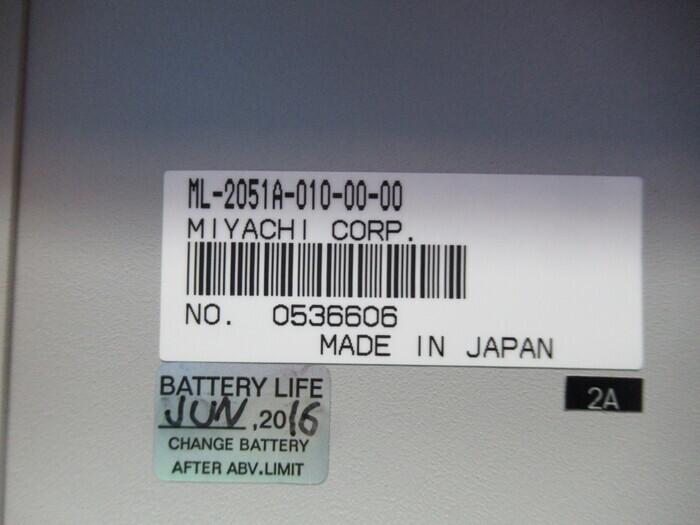 ML-2051A-010-00-00
MIYACHI CORP.
NO. 0536606
MADE IN JAPAN
BATTERY LIFE
JUN, 2016
CHANGE BATTERY
AFTER ABV.LIMIT
2A